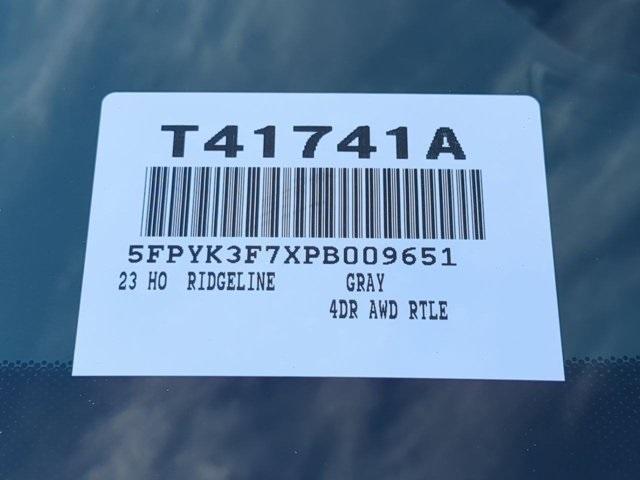 T41741A
5FPYK3F7XPB009651
23 HO RIDGELINE GRAY
4DR AWD RTLE